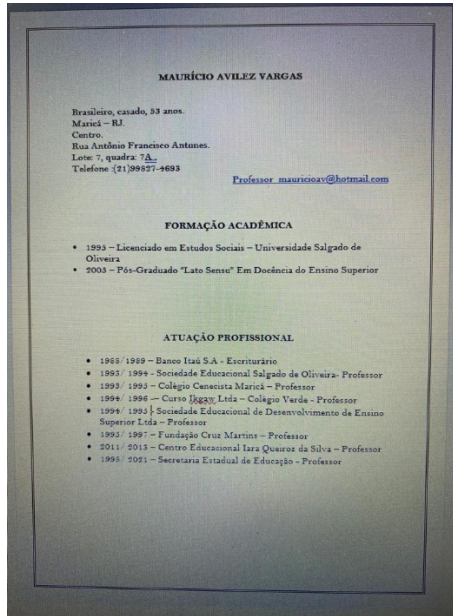 MAURÍCIO AVILEZ VARGAS
Brasileiro, casado, 53 anos.
Maricá – RJ.
Centro.
Rua Antônio Francisco Antunes.
Lote: 7, quadra: 7A .
Telefone :(21)99827-4693
Professor_mauricioav@hotmail.com
FORMAÇÃO ACADÊMICA
• 1993 – Licenciado em Estudos Sociais – Universidade Salgado de
Oliveira
• 2003 – Pós-Graduado "Lato Sensu" Em Docência do Ensino Superior
ATUAÇÃO PROFISSIONAL
• 1988/ 1989 – Banco Itaú S.A - Escriturário
• 1993/ 1994 - Sociedade Educacional Salgado de Oliveira- Professor
• 1993/ 1995 – Colégio Cenecista Maricá – Professor
• 1994/ 1996 — Curso Ltda – Colégio Verde - Professor
• 1994/ 1995 - Sociedade Educacional de Desenvolvimento de Ensino
Superior Ltda – Professor
• 1995/ 1997 – Fundação Cruz Martins – Professor
• 2011/ 2013 – Centro Educacional Iara Queiroz da Silva – Professor
• 1998/ 2021 – Secretaria Estadual de Educação - Professor